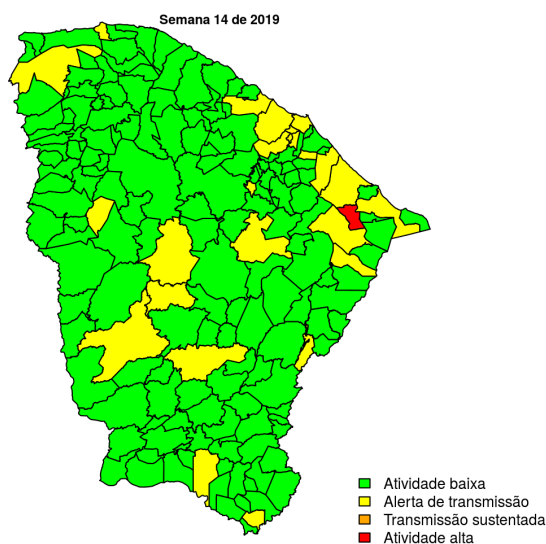 Semana 14 de 2019
Atividade baixa
Alerta de transmissão
Transmissão sustentada
Atividade alta